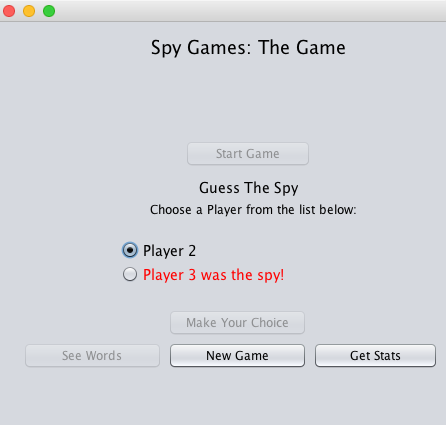 Spy Games: The Game
Start Game
Guess The Spy
Choose a Player from the list below:
Player 2
Player 3 was the spy!
Make Your Choice
See Words
New Game
Get Stats